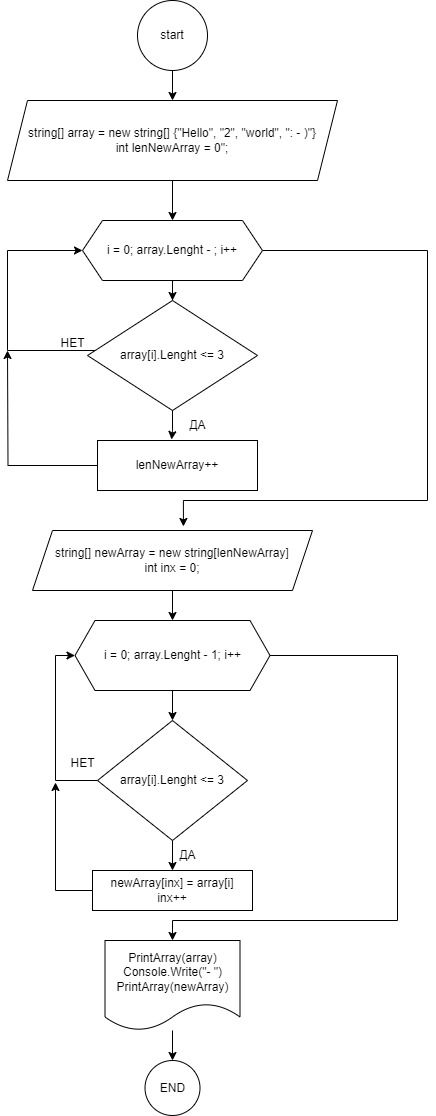 start
string[] array = new string[] {"Hello", "2", "world", ": - )"}
int lenNewArray = 0";
i = 0; array.Lenght - ; i++
НЕТ
array[i].Lenght <= 3
ДА
lenNewArray++
string[] newArray = new string[lenNewArray]
int inx = 0;
i = 0; array.Lenght - 1; i++
НЕТ
array[i].Lenght <= 3
ДА
newArray[inx] = array[i]
inx++
PrintArray(array)
Console.Write("- ")
PrintArray(newArray)
END